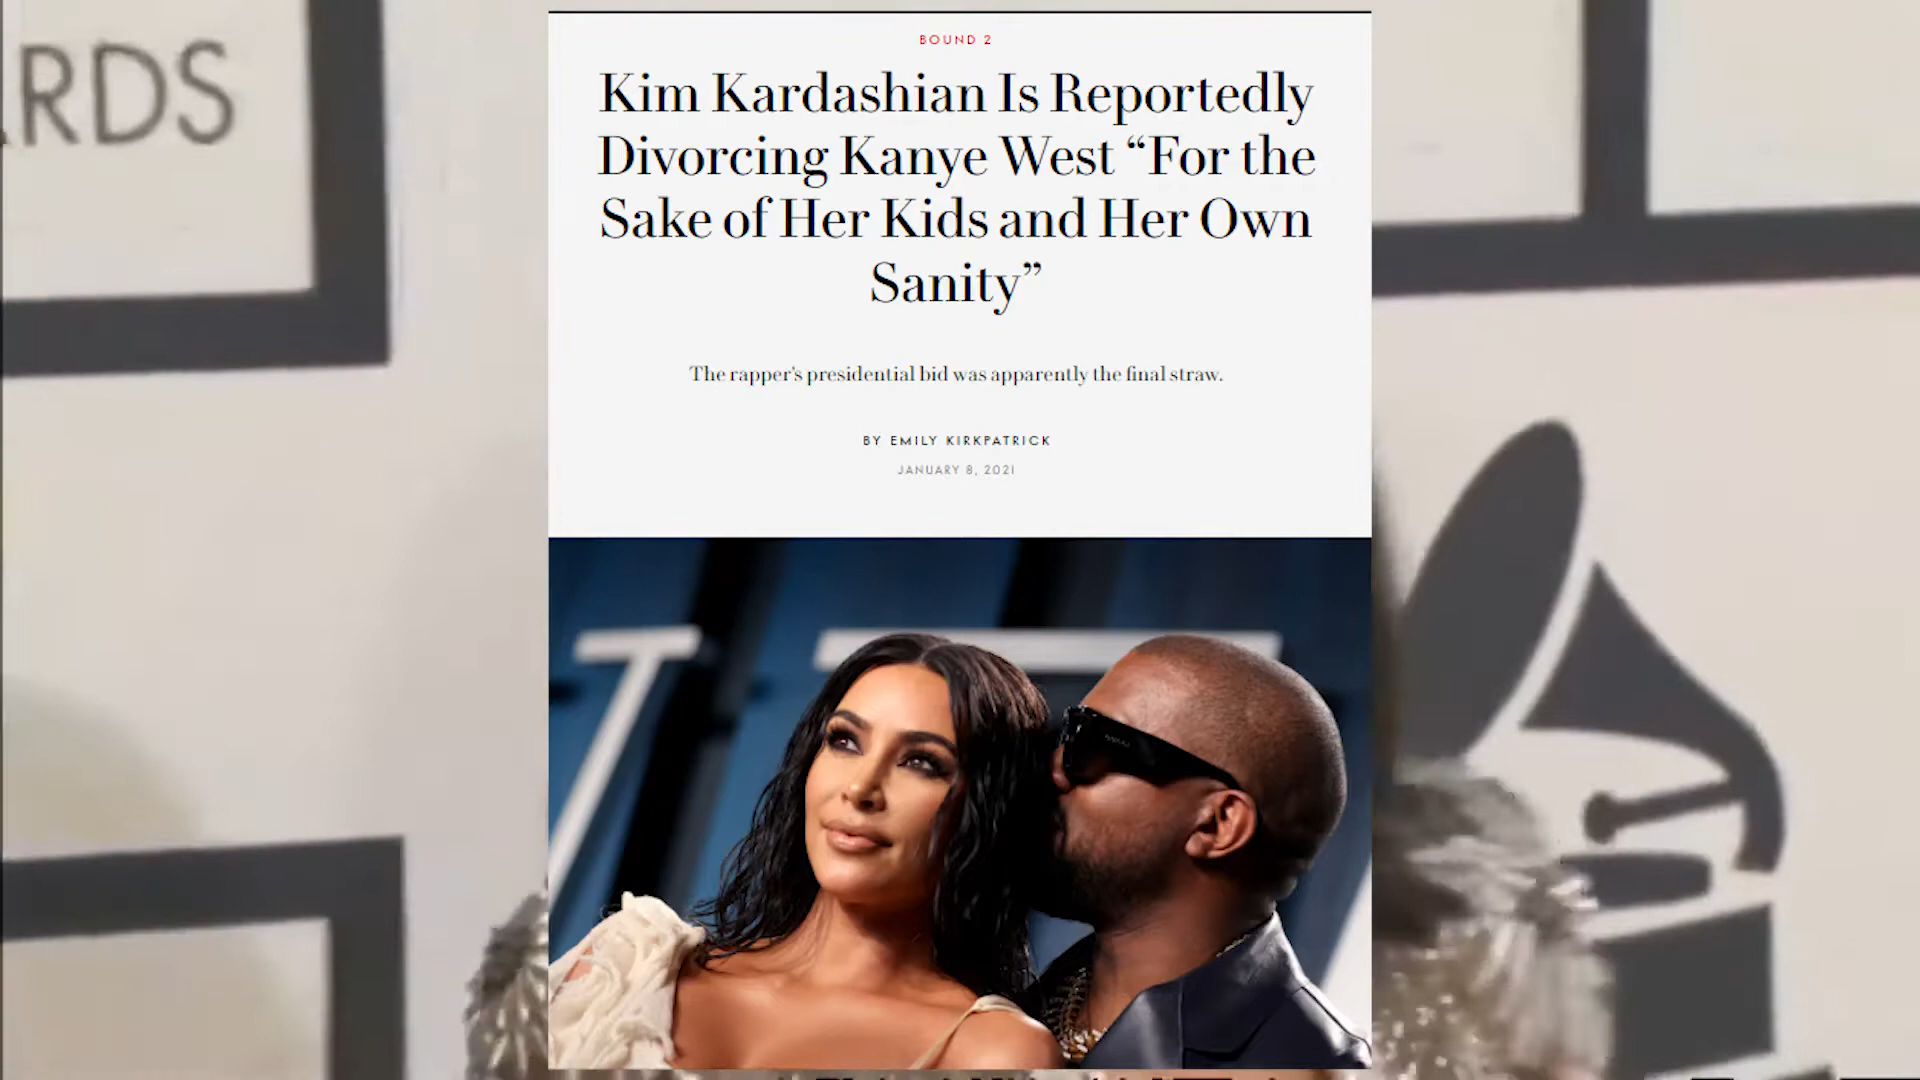 RDS
BOUND 2
Kim Kardashian Is Reportedly
Divorcing Kanye West “For the
Sake of Her Kids and Her Own
Sanity”
The rapper's presidential bid was apparently the final straw.
BY EMILY KIRKPATRICK
JANUARY 8, 2021